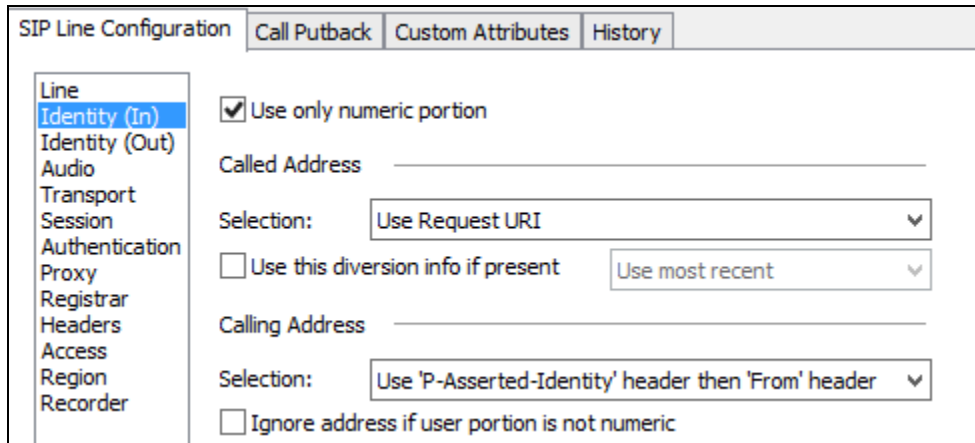 SIP Line Configuration
Call Putback
Custom Attributes
History
Line
Identity (In)
Identity (Out)
Audio
Transport
Session
Authentication
Proxy
Registrar
Headers
Access
Region
Recorder
Use only numeric portion
Called Address
Selection: Use Request URI
Use this diversion info if present Use most recent
Calling Address
Selection: Use 'P-Asserted-Identity' header then 'From' header
Ignore address if user portion is not numeric